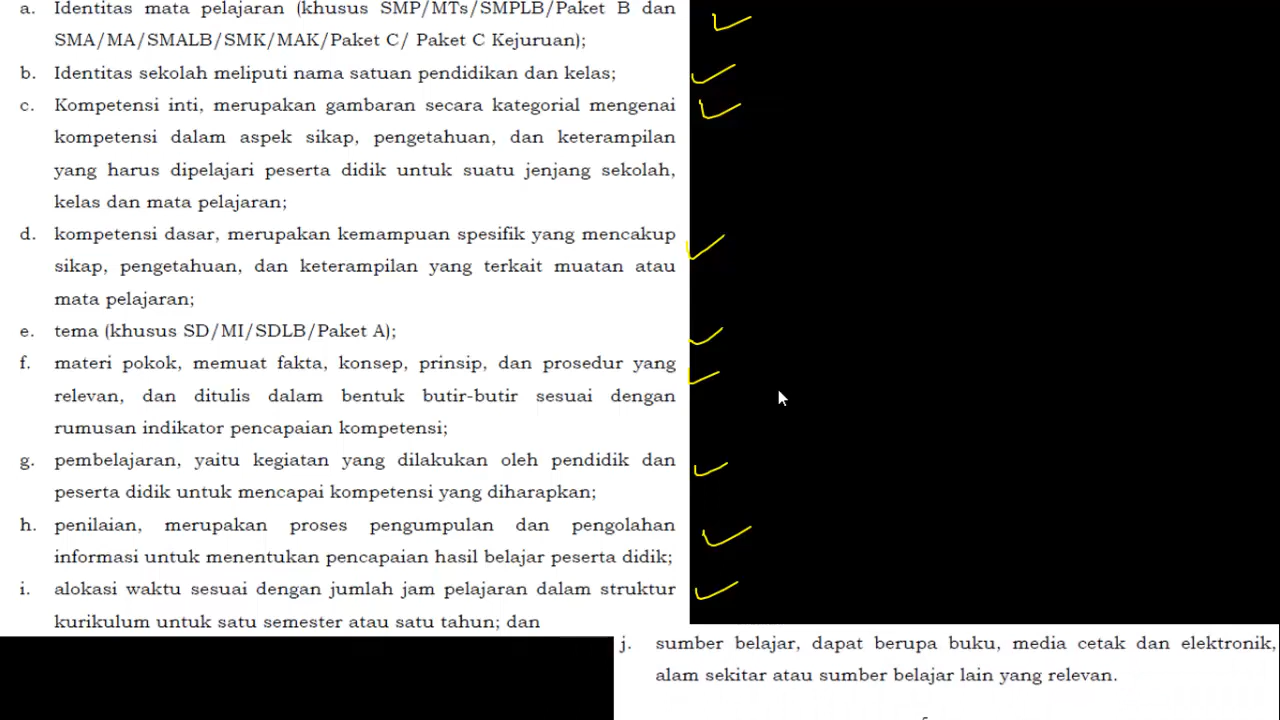 a. Identitas mata pelajaran (khusus SMP/MTs/SMPLB/Paket B dan
SMA/MA/SMALB/SMK/MAK/Paket C/ Paket C Kejuruan);
b. Identitas sekolah meliputi nama satuan pendidikan dan kelas;
c. Kompetensi inti, merupakan gambaran secara kategorial mengenai
kompetensi dalam aspek sikap, pengetahuan, dan keterampilan
yang harus dipelajari peserta didik untuk suatu jenjang sekolah,
kelas dan mata pelajaran;
d. kompetensi dasar, merupakan kemampuan spesifik yang mencakup
sikap, pengetahuan, dan keterampilan yang terkait muatan atau
mata pelajaran;
e. tema (khusus SD/MI/SDLB/Paket A);
f. materi pokok, memuat fakta, konsep, prinsip, dan prosedur yang
relevan, dan ditulis dalam bentuk butir-butir sesuai dengan
rumusan indikator pencapaian kompetensi;
g. pembelajaran, yaitu kegiatan yang dilakukan oleh pendidik dan
peserta didik untuk mencapai kompetensi yang diharapkan;
h. penilaian, merupakan proses pengumpulan dan pengolahan
informasi untuk menentukan pencapaian hasil belajar peserta didik;
i. alokasi waktu sesuai dengan jumlah jam pelajaran dalam struktur
kurikulum untuk satu semester atau satu tahun; dan
j. sumber belajar, dapat berupa buku, media cetak dan elektronik,
alam sekitar atau sumber belajar lain yang relevan.